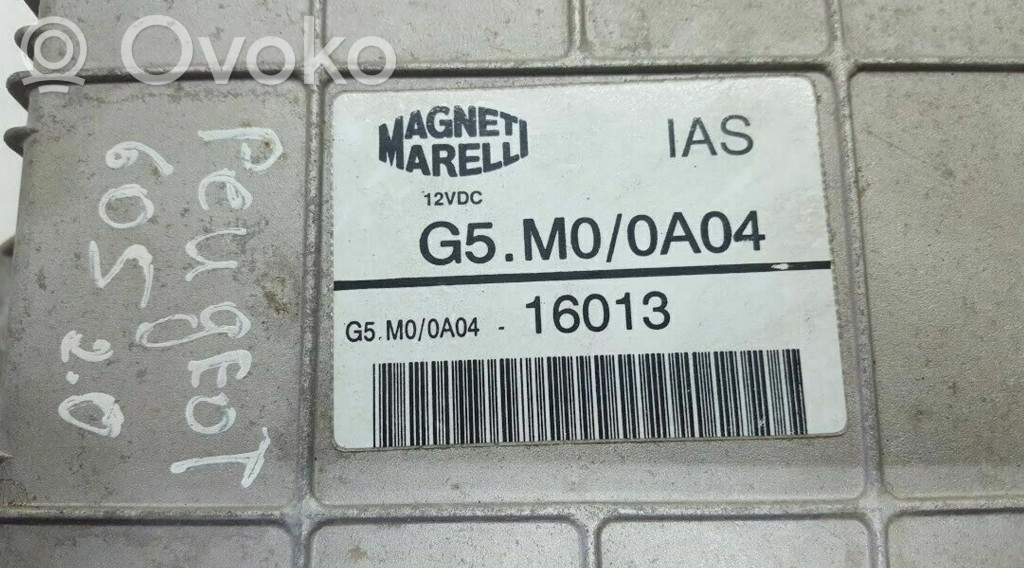 Ovoko
MAGNETI
MARELLI
IAS
12VDC
G5.M0/0A04
G5.M0/0A04 - 16013
PeUgEOT
605
2.0